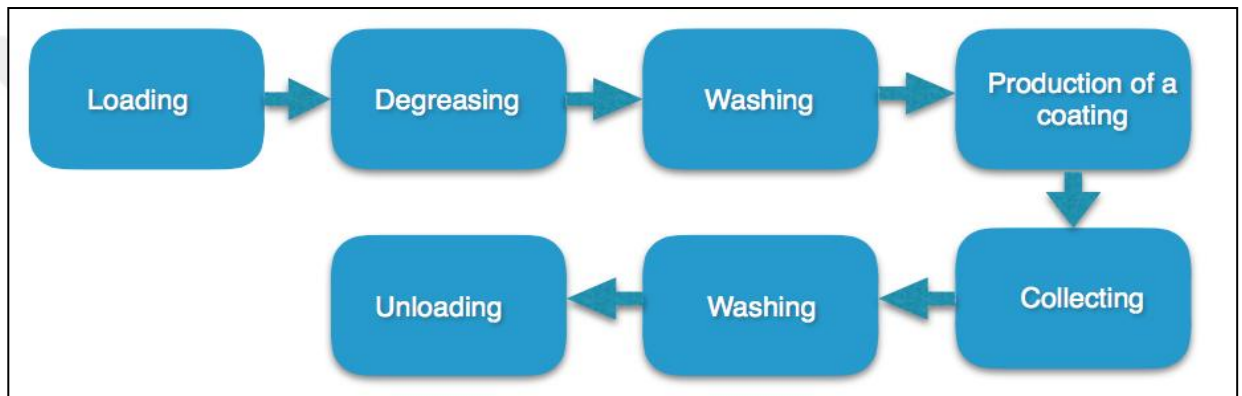 Loading
Degreasing
Washing
Production of a
coating
Collecting
Washing
Unloading